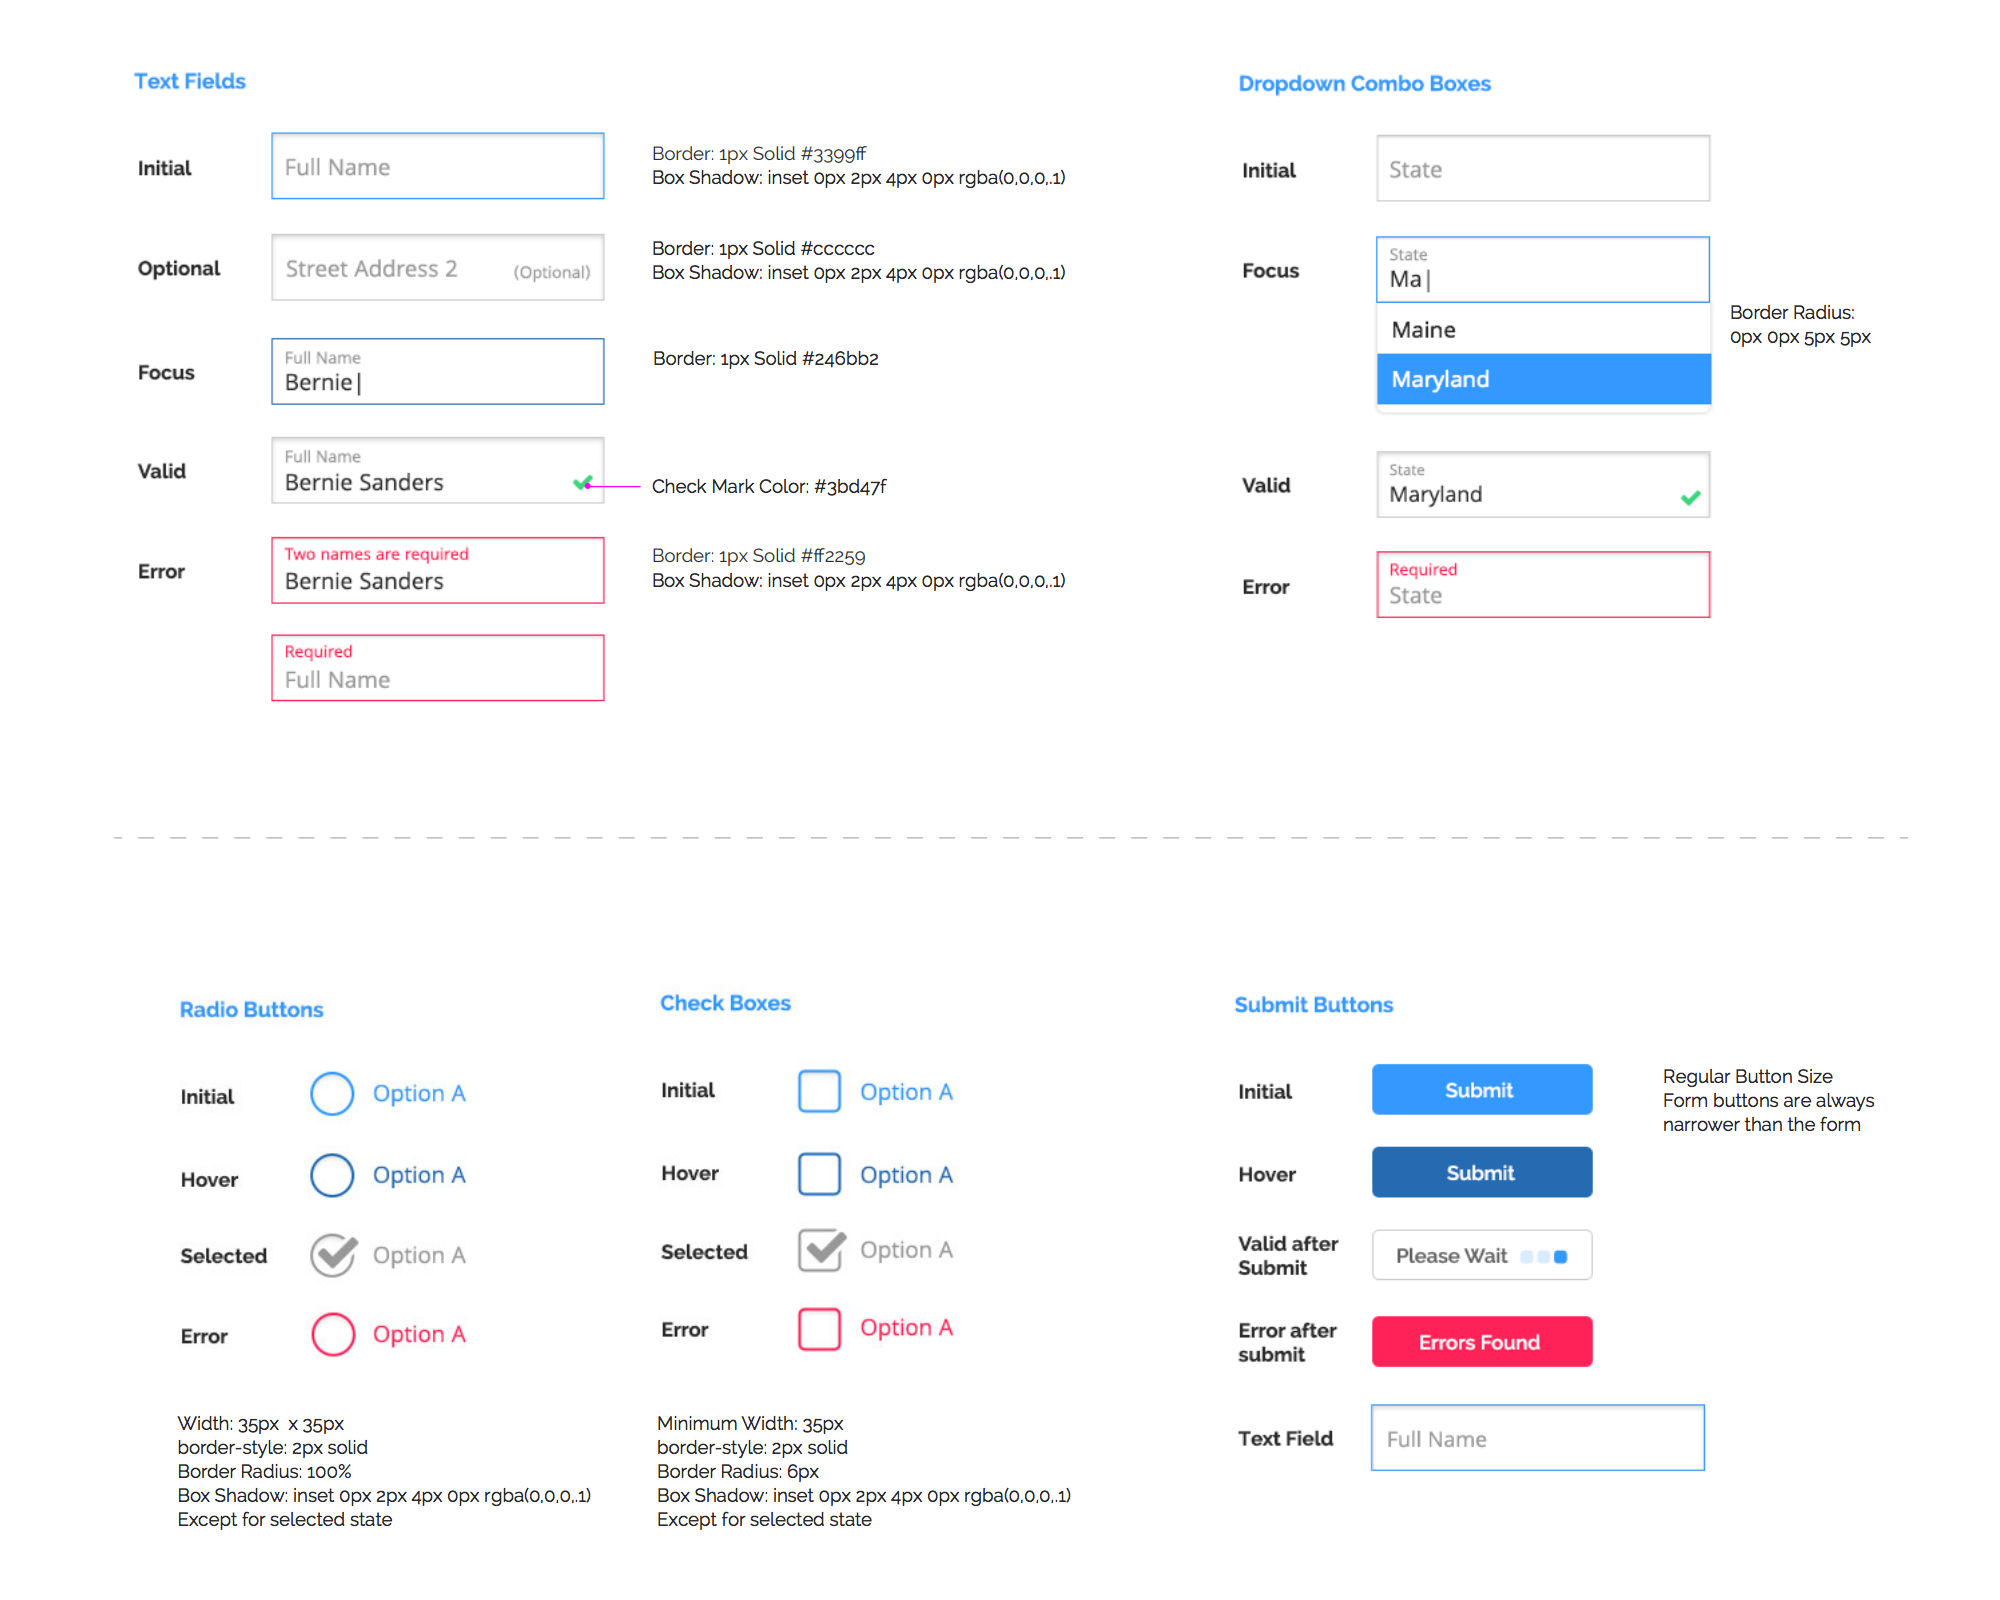 Text Fields
Initial
Full Name
Border: 1px Solid #3399ff
Box Shadow: inset 0px 2px 4px 0px rgba(0,0,0,.1)
Optional
Street Address 2
(Optional)
Border: 1px Solid #cccccc
Box Shadow: inset 0px 2px 4px 0px rgba(0,0,0,.1)
Focus
Full Name
Bernie
Border: 1px Solid #246bb2
Valid
Full Name
Bernie Sanders
Check Mark Color: #3bd47f
Error
Two names are required
Bernie Sanders
Border: 1px Solid #ff2259
Box Shadow: inset 0px 2px 4px 0px rgba(0,0,0,.1)
Required
Full Name
Dropdown Combo Boxes
Initial
State
Focus
State
Ma
Maine
Maryland
Border Radius:
0px 0px 5px 5px
Valid
State
Maryland
Error
Required
State
Radio Buttons
Initial
Option A
Hover
Option A
Selected
Option A
Error
Option A
Width: 35px x 35px
border-style: 2px solid
Border Radius: 100%
Box Shadow: inset 0px 2px 4px 0px rgba(0,0,0,.1)
Except for selected state
Check Boxes
Initial
Option A
Hover
Option A
Selected
Option A
Error
Option A
Minimum Width: 35px
border-style: 2px solid
Border Radius: 6px
Box Shadow: inset 0px 2px 4px 0px rgba(0,0,0,.1)
Except for selected state
Submit Buttons
Initial
Submit
Regular Button Size
Form buttons are always
narrower than the form
Hover
Submit
Valid after
Submit
Please Wait
Error after
submit
Errors Found
Text Field
Full Name